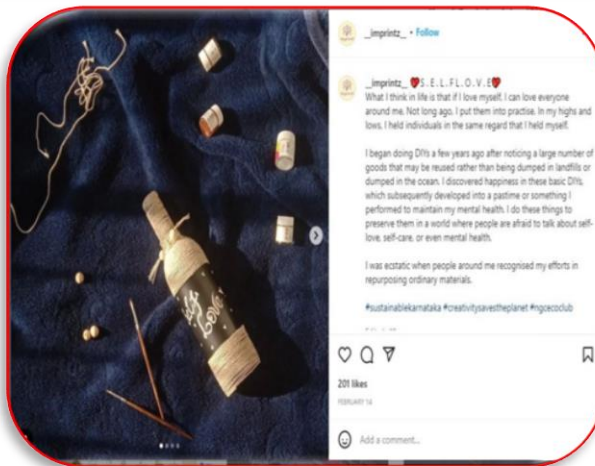 __imprintz__ • Follow
__imprintz__ ❤️S.E.L.F.L.O.V.E❤️
What I think in life is that if I love myself, I can love everyone
around me. Not long ago, I put them into practise. In my highs and
lows, I held individuals in the same regard that I held myself.
I began doing DIYs a few years ago after noticing a large number of
goods that may be reused rather than being dumped in landfills or
dumped in the ocean. I discovered happiness in these basic DIYs,
which subsequently developed into a pastime or something I
performed to maintain my mental health. I do these things to
preserve them in a world where people are afraid to talk about self-
love, self-care, or even mental health.
I was ecstatic when people around me recognised my efforts in
repurposing ordinary materials.
#sustainablekarnataka #creativitysavestheplanet #ngcecoclub
201 likes
FEBRUARY 14
Add a comment...
Self
Love